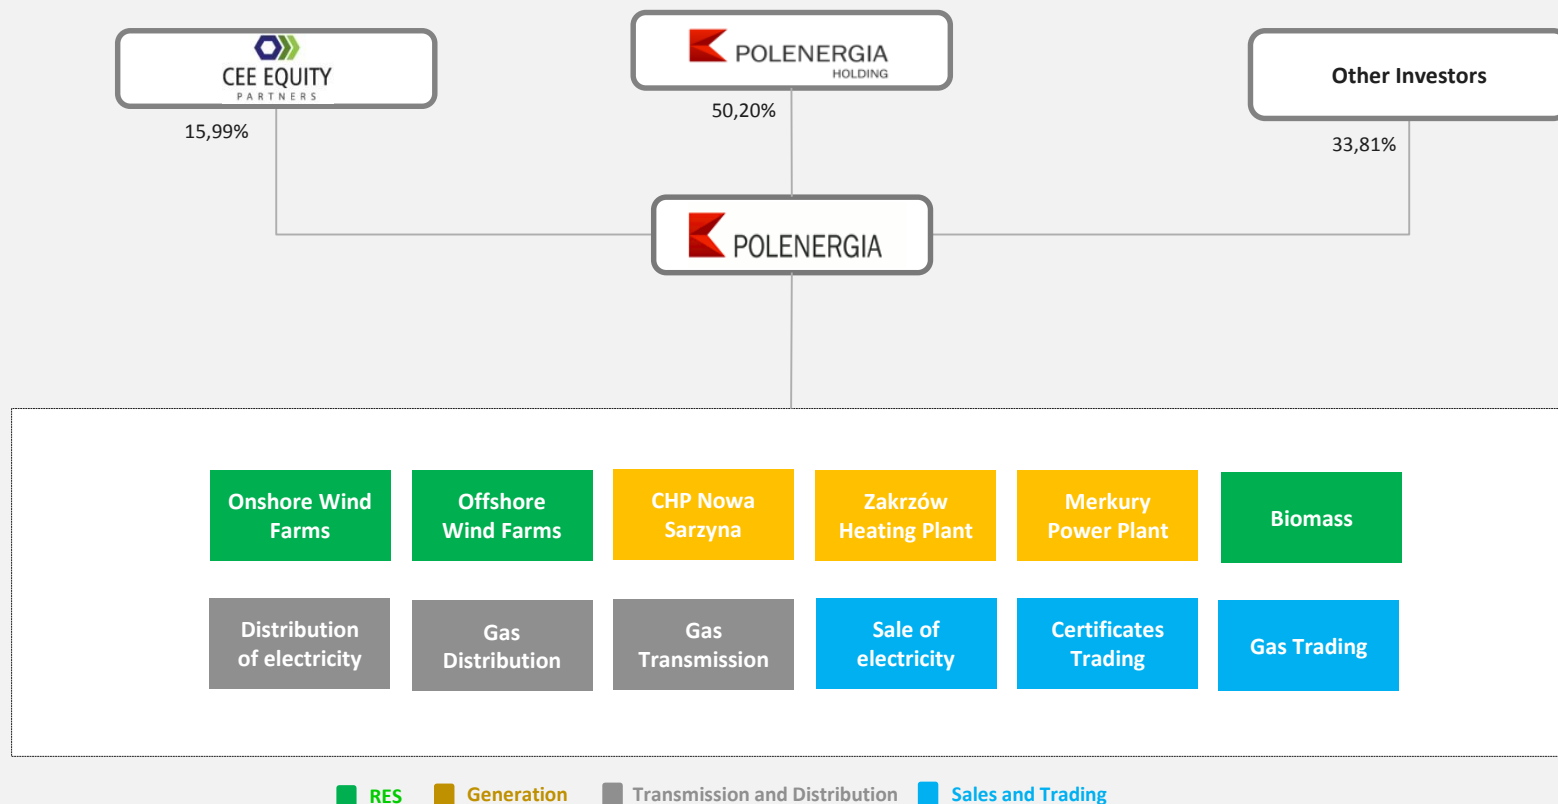 CEE EQUITY
PARTNERS
POLENERGIA
HOLDING
Other Investors
15,99%
50,20%
33,81%
POLENERGIA
Onshore Wind
Farms
Offshore
Wind Farms
CHP Nowa
Sarzyna
Zakrzów
Heating Plant
Merkury
Power Plant
Biomass
Distribution
of electricity
Gas
Distribution
Gas
Transmission
Sale of
electricity
Certificates
Trading
Gas Trading
RES
Generation
Transmission and Distribution
Sales and Trading